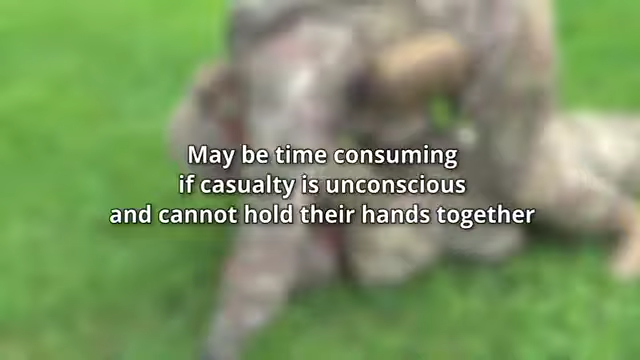 May be time consuming
if casualty is unconscious
and cannot hold their hands together